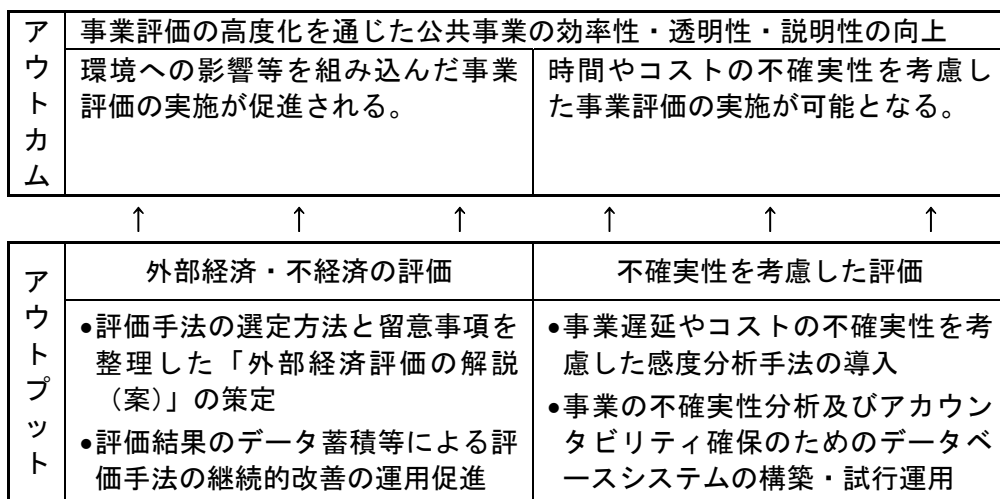 アウトカム
事業評価の高度化を通じた公共事業の効率性・透明性・説明性の向上
環境への影響等を組み込んだ事業
評価の実施が促進される。
時間やコストの不確実性を考慮し
た事業評価の実施が可能となる。
↑ ↑ ↑ ↑ ↑ ↑
アウトプット
外部経済・不経済の評価
•評価手法の選定方法と留意事項を
整理した「外部経済評価の解説
（案）」の策定
•評価結果のデータ蓄積等による評
価手法の継続的改善の運用促進
不確実性を考慮した評価
•事業遅延やコストの不確実性を考
慮した感度分析手法の導入
•事業の不確実性分析及びアカウン
タビリティ確保のためのデータベ
ースシステムの構築・試行運用